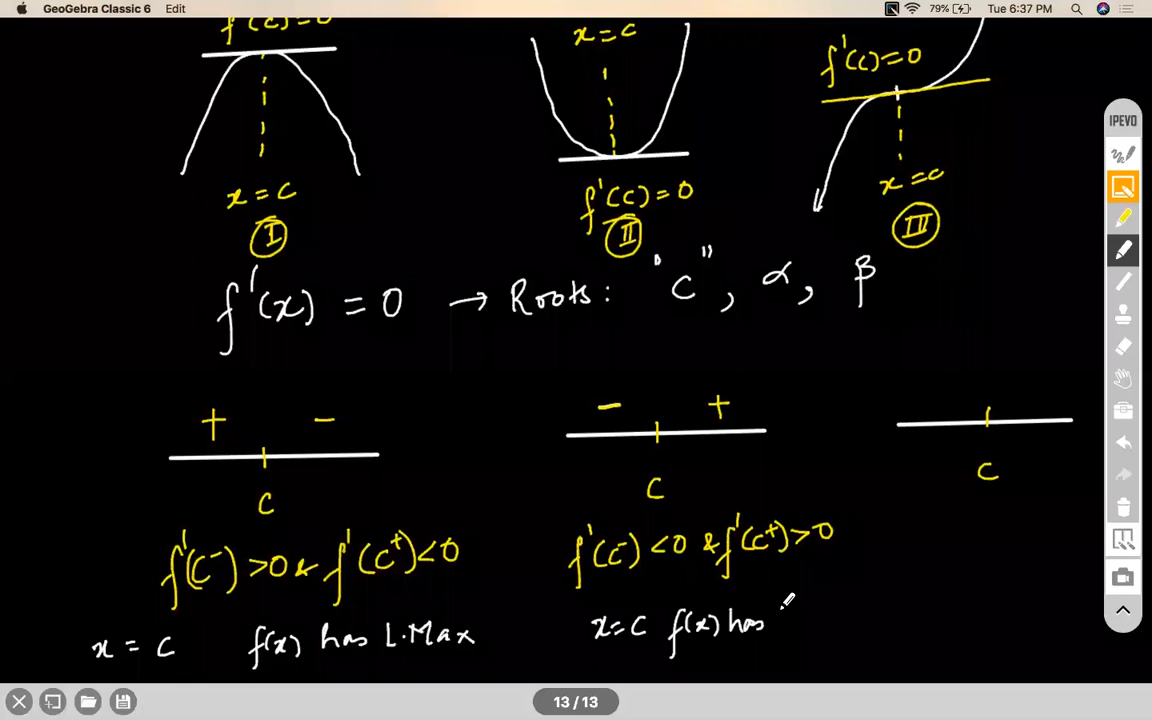 GeoGebra Classic 6 Edit 79% Tue 6:37 PM
f'(c)=0
x=c
f'(c)=0
IPEVO
x=c
f'(c)=0
x=c
I
II
III
f'(x) = 0 → Roots: "c", α, β
+ -
- +
c
c
c
f'(c⁻) >0 & f'(c⁺)<0
f'(c⁻) <0 & f'(c⁺)>0
x = c f(x) has L.Max
x=c f(x) has
13 / 13